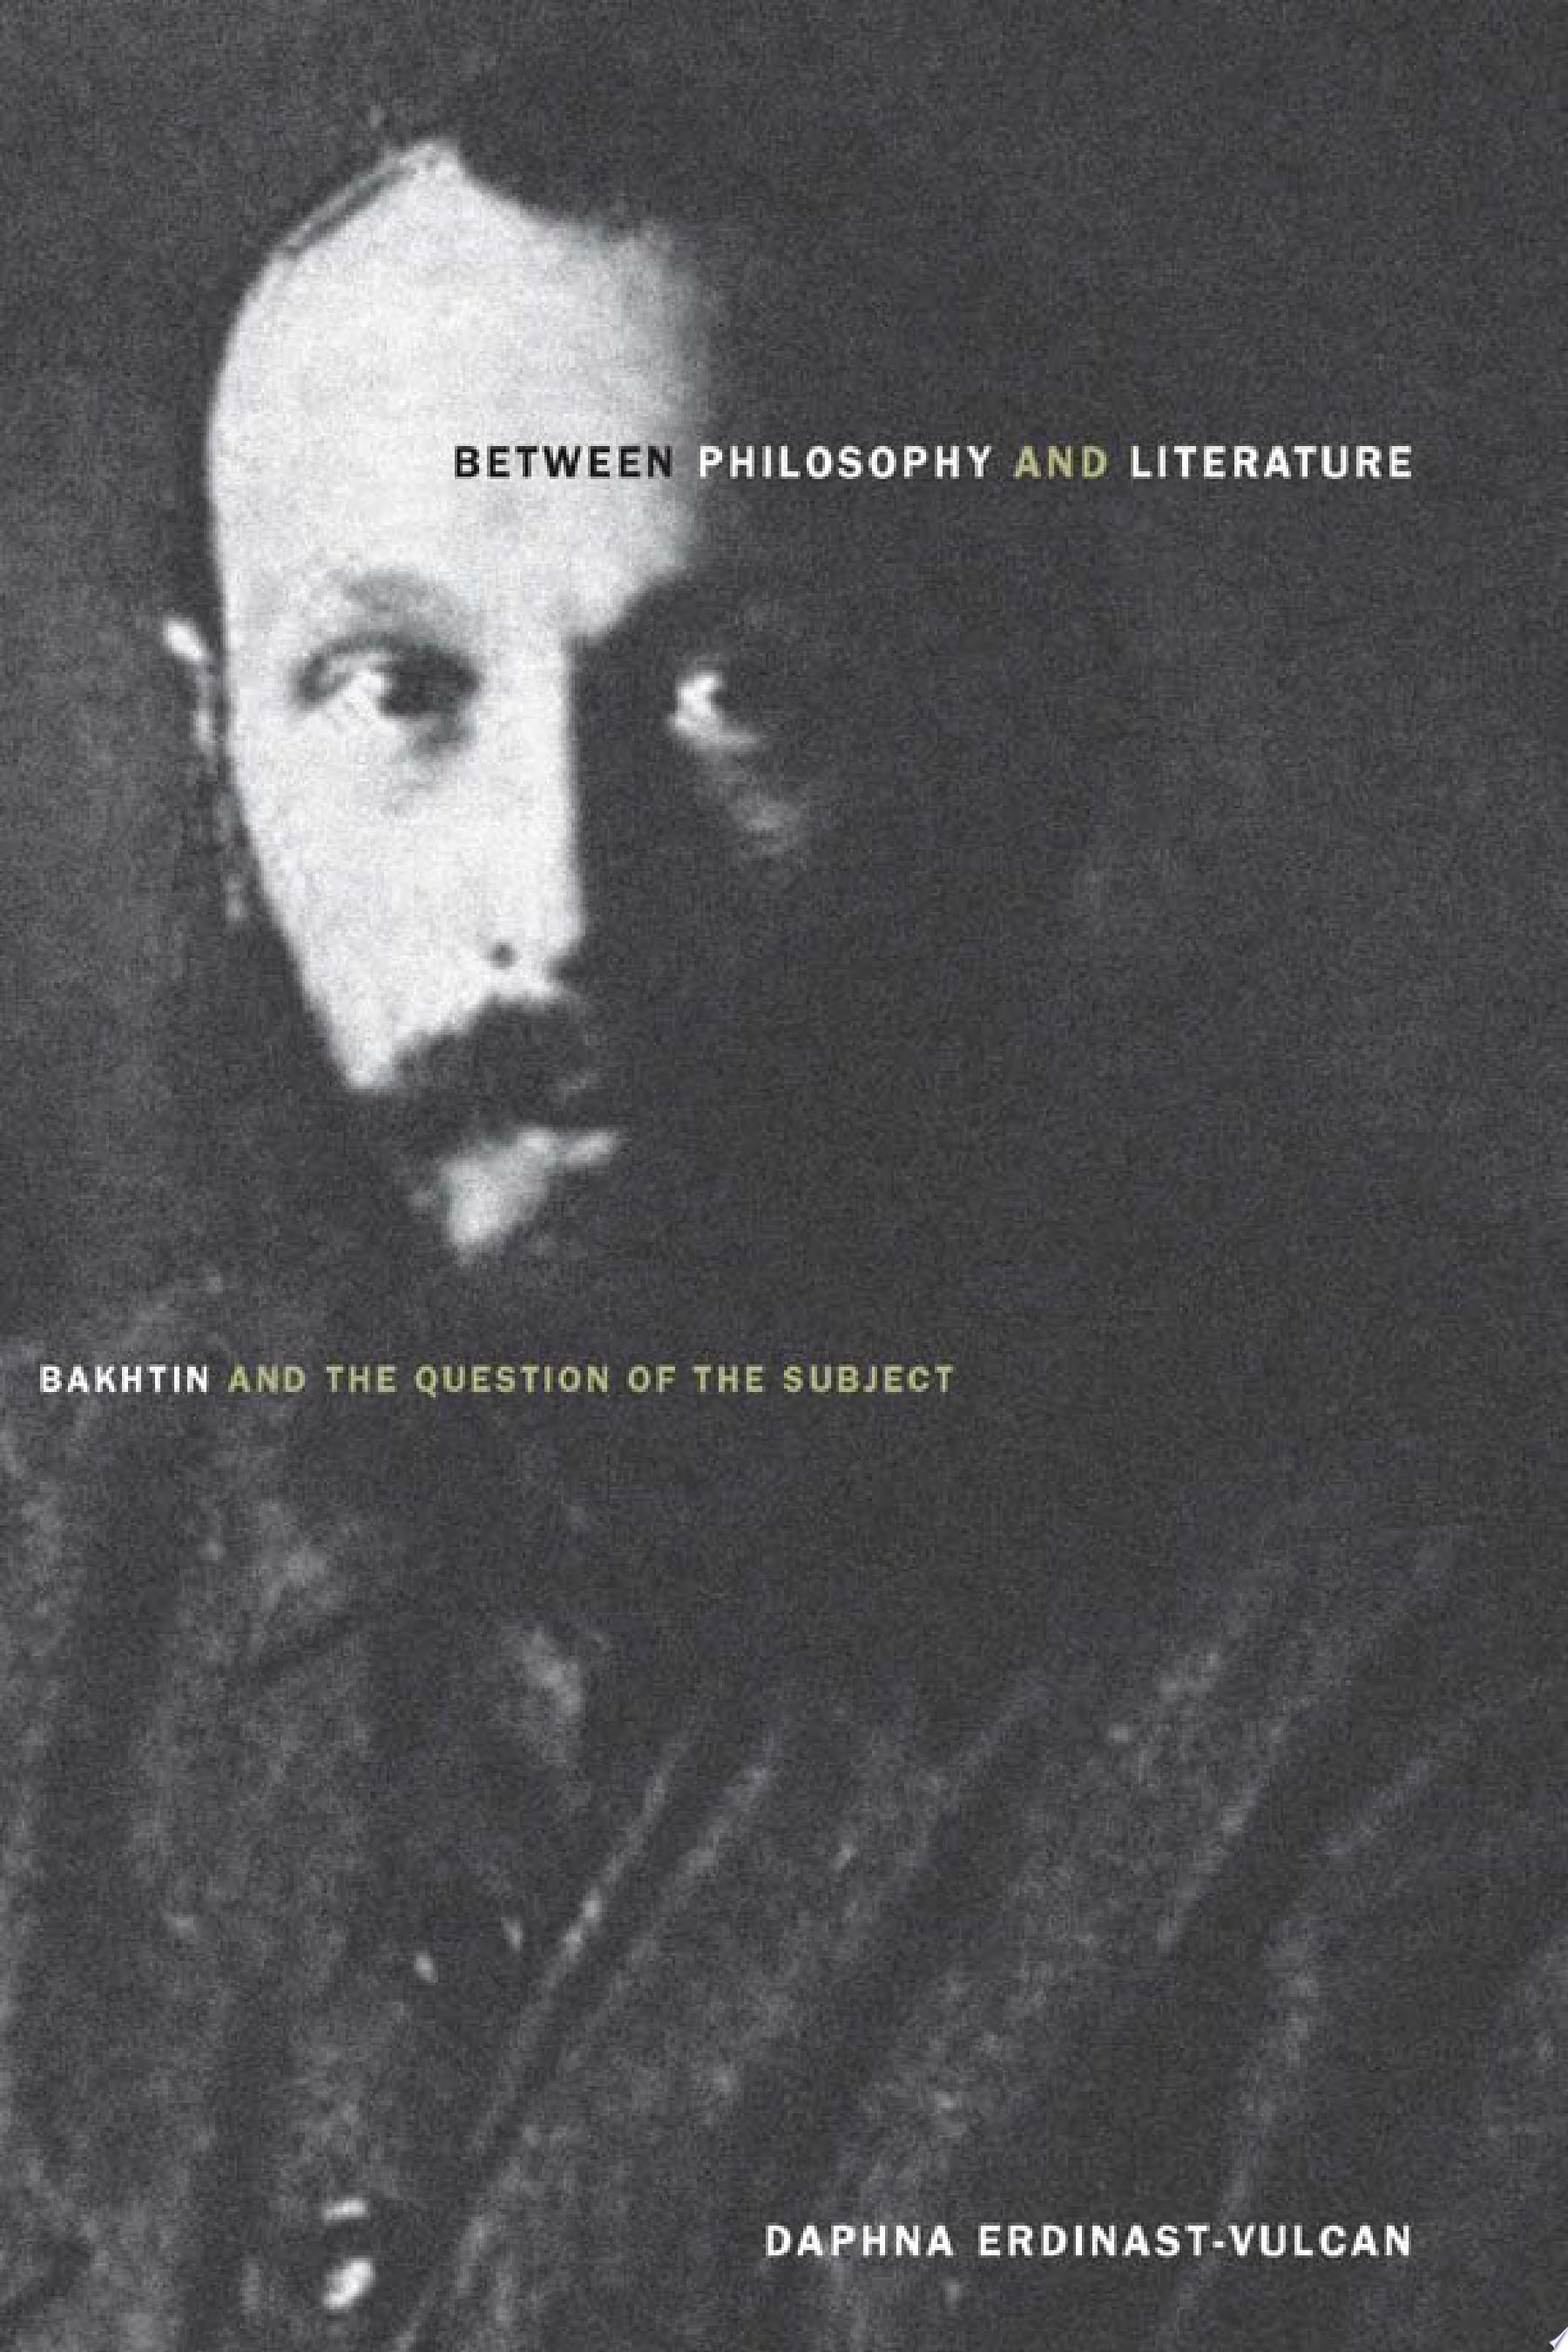 BETWEEN PHILOSOPHY AND LITERATURE
BAKHTIN AND THE QUESTION OF THE SUBJECT
DAPHNA ERDINAST-VULCAN